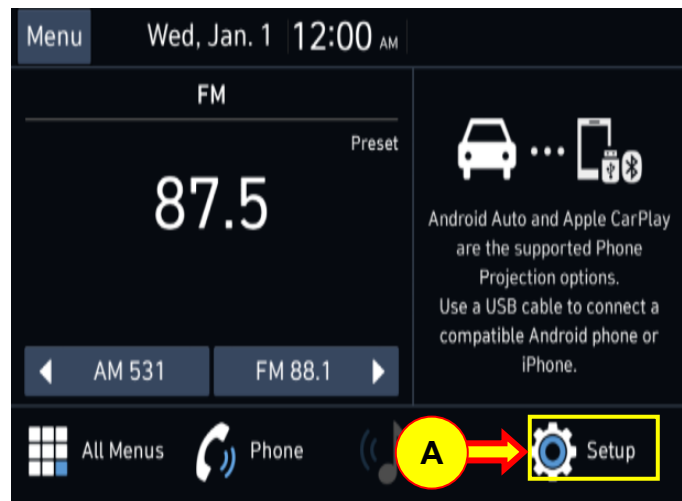 Menu
Wed, Jan. 1 12:00 AM
FM
Preset
87.5
AM 531
FM 88.1
Android Auto and Apple CarPlay
are the supported Phone
Projection options.
Use a USB cable to connect a
compatible Android phone or
iPhone.
All Menus
Phone
A
Setup